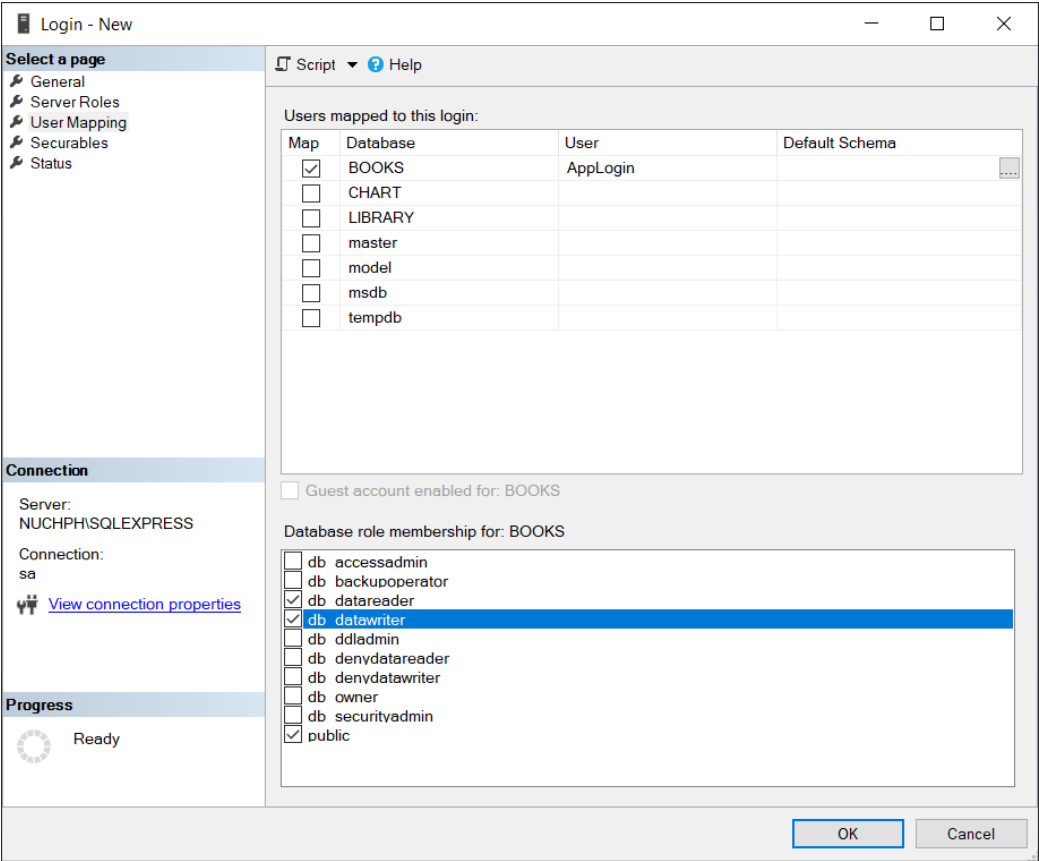 Login - New
Select a page
General
Server Roles
User Mapping
Securables
Status
Script Help
Users mapped to this login:
Map Database User Default Schema
BOOKS AppLogin ....
CHART
LIBRARY
master
model
msdb
tempdb
Guest account enabled for: BOOKS
Database role membership for: BOOKS
db_accessadmin
db_backupoperator
db_datareader
db_datawriter
db_ddladmin
db_denydatareader
db_denydatawriter
db_owner
db_securityadmin
public
Connection
Server:
NUCHPH\SQLEXPRESS
Connection:
sa
View connection properties
Progress
Ready
OK Cancel